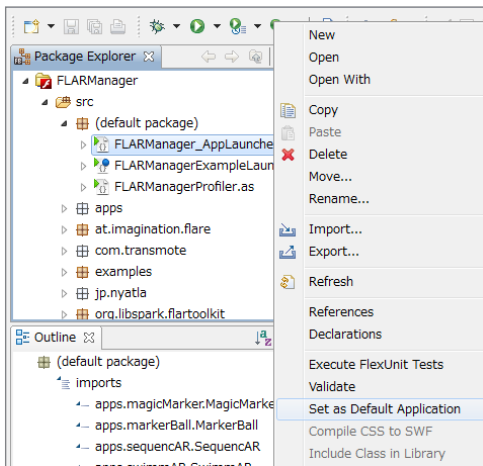 Package Explorer
FLARManager
src
(default package)
FLARManager_AppLaunche
FLARManagerExampleLaun
FLARManagerProfiler.as
apps
at.imagination.flare
com.transmote
examples
jp.nyatla
org.libspark.flartoolkit
Outline
(default package)
imports
apps.magicMarker.MagicMarke
apps.markerBall.MarkerBall
apps.sequencAR.SequencAR
apps.swimmAR.SwimmAR
New
Open
Open With
Copy
Paste
Delete
Move...
Rename...
Import...
Export...
Refresh
References
Declarations
Execute FlexUnit Tests
Validate
Set as Default Application
Compile CSS to SWF
Include Class in Library